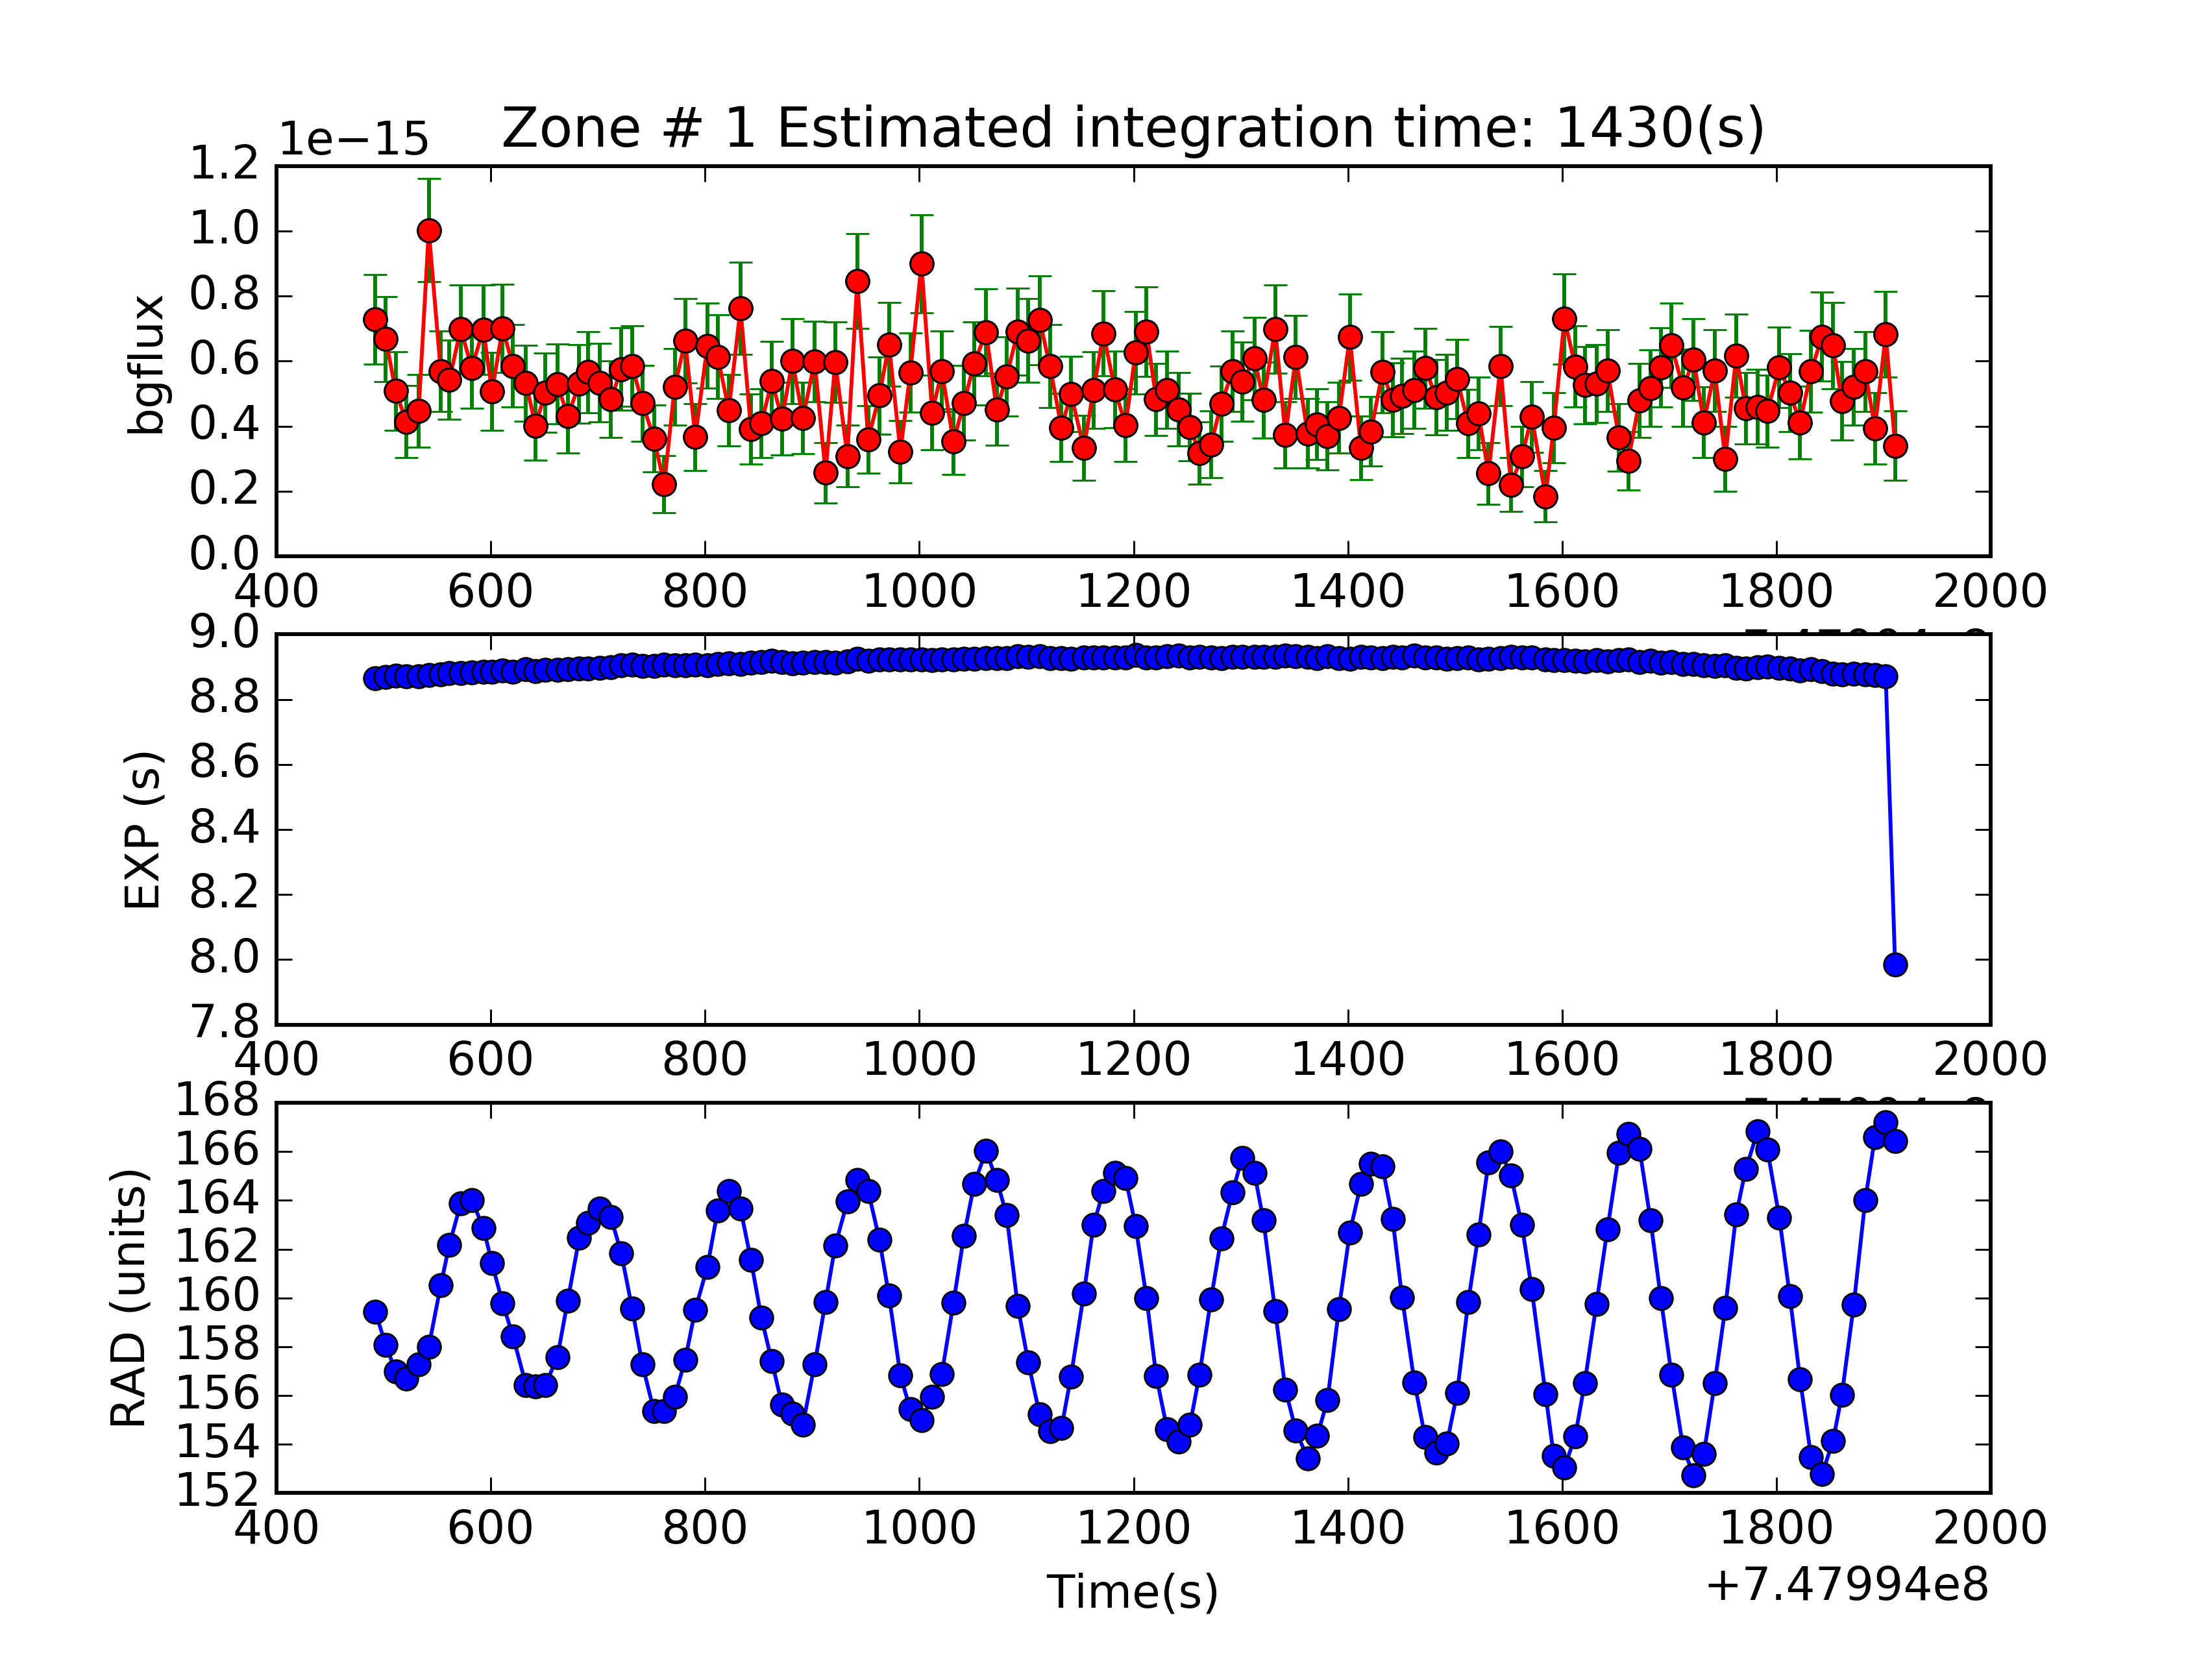 1e−15
Zone # 1 Estimated integration time: 1430(s)
1.2
1.0
0.8
0.6
0.4
0.2
0.0
bgflux
400 600 800 1000 1200 1400 1600 1800 2000
9.0
8.8
8.6
8.4
8.2
8.0
7.8
EXP (s)
400 600 800 1000 1200 1400 1600 1800 2000
168
166
164
162
160
158
156
154
152
RAD (units)
400 600 800 1000 1200 1400 1600 1800 2000
Time(s)
+7.47994e8